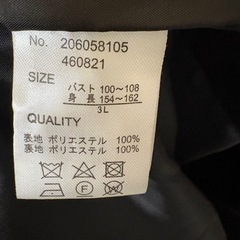 No. 206058105
460821
SIZE
バスト 100～108
身 長 154～162
3L
QUALITY
表地 ポリエステル 100%
裏地 ポリエステル 100%